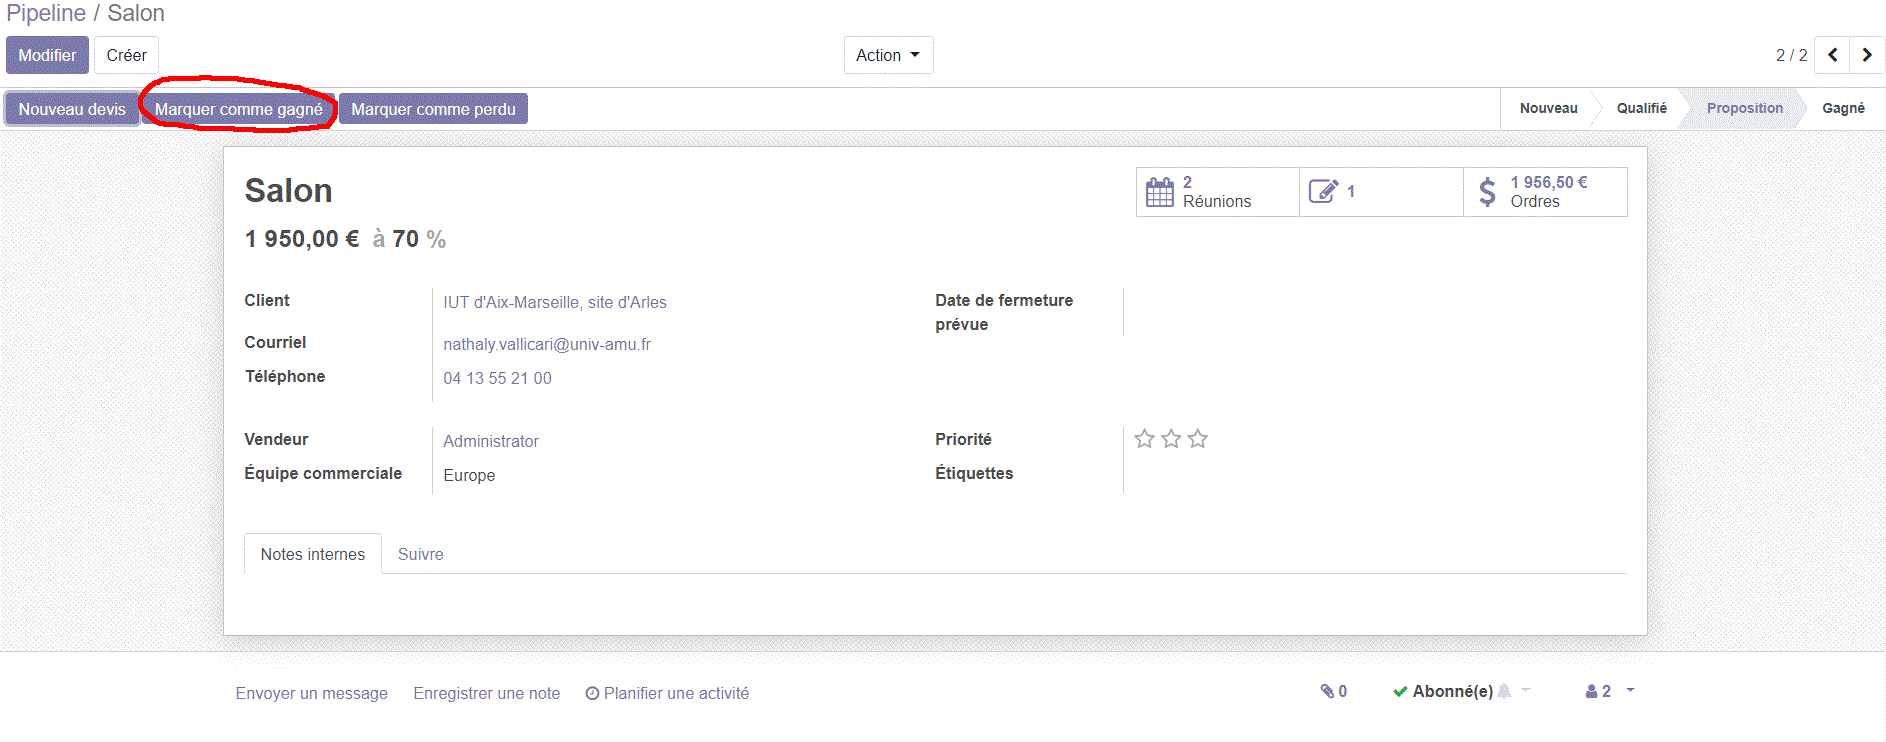 Pipeline / Salon
Modifier Créer Action 2 / 2
Nouveau devis Marquer comme gagné Marquer comme perdu Nouveau Qualifié Proposition Gagné
Salon
2 Réunions
1
1 956,50 € Ordres
1 950,00 € à 70 %
Client IUT d'Aix-Marseille, site d'Arles
Courriel nathaly.vallicari@univ-amu.fr
Téléphone 04 13 55 21 00
Date de fermeture
prévue
Vendeur Administrator
Équipe commerciale Europe
Priorité
Étiquettes
Notes internes Suivre
Envoyer un message Enregistrer une note Planifier une activité 0 Abonné(e) 2